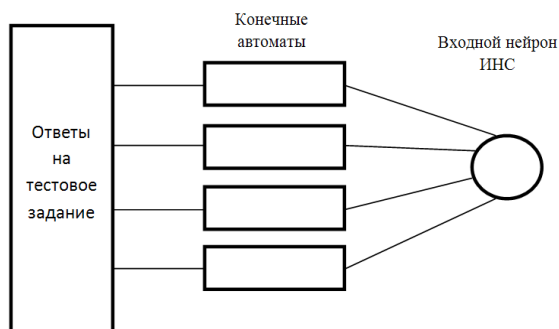 Конечные
автоматы
Входной нейрон
ИНС
Ответы
на
тестовое
задание